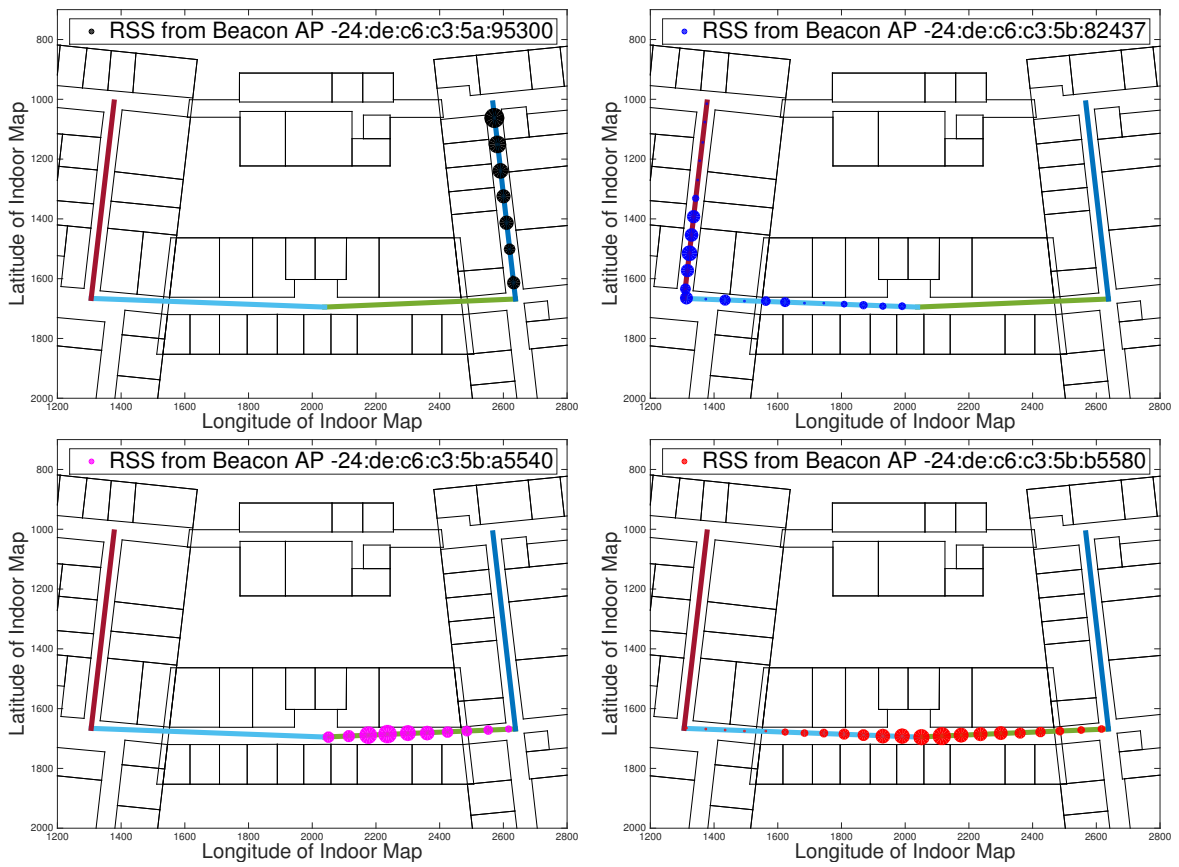 RSS from Beacon AP -24:de:c6:c3:5a:95300
700
800
1000
1200
1400
1600
1800
2000
Latitude of Indoor Map
1200 1400 1600 1800 2000 2200 2400 2600 2800
Longitude of Indoor Map
RSS from Beacon AP -24:de:c6:c3:5b:82437
800
1000
1200
1400
1600
1800
2000
Latitude of Indoor Map
1200 1400 1600 1800 2000 2200 2400 2600 2800
Longitude of Indoor Map
RSS from Beacon AP -24:de:c6:c3:5b:a5540
800
1000
1200
1400
1600
1800
2000
Latitude of Indoor Map
1200 1400 1600 1800 2000 2200 2400 2600 2800
Longitude of Indoor Map
RSS from Beacon AP -24:de:c6:c3:5b:b5580
800
1000
1200
1400
1600
1800
2000
Latitude of Indoor Map
1200 1400 1600 1800 2000 2200 2400 2600 2800
Longitude of Indoor Map